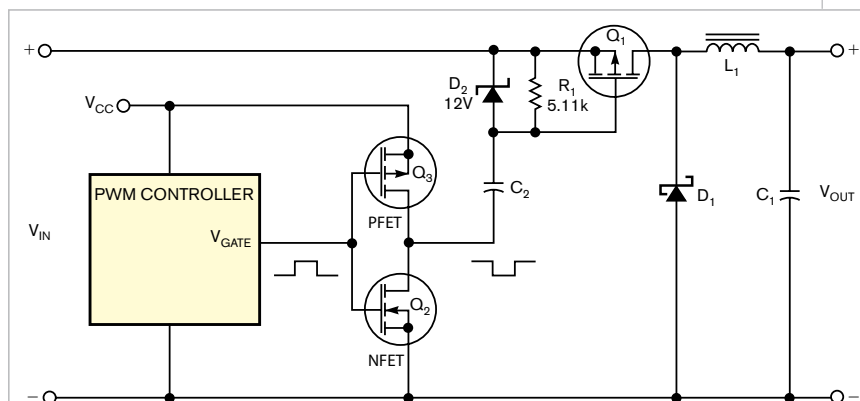 +
Q1
+
D2
12V
R1
5.11k
L1
VCC
PWM CONTROLLER
Q3
C2
PFET
VIN
VGATE
D1
C1
VOUT
Q2
NFET
–
–